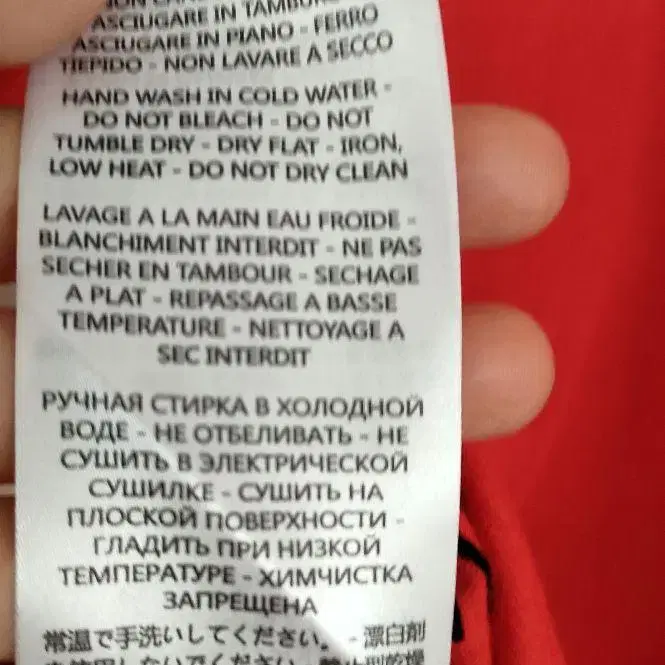 ASCIUGARE IN
ASCIUGARE IN PIANO - FERRO
TIEPIDO - NON LAVARE A SECCO
HAND WASH IN COLD WATER -
DO NOT BLEACH - DO NOT
TUMBLE DRY - DRY FLAT - IRON,
LOW HEAT - DO NOT DRY CLEAN
LAVAGE A LA MAIN EAU FROIDE -
BLANCHIMENT INTERDIT - NE PAS
SECHER EN TAMBOUR - SECHAGE
A PLAT - REPASSAGE A BASSE
TEMPERATURE - NETTOYAGE A
SEC INTERDIT
РУЧНАЯ СТИРКА В ХОЛОДНОЙ
ВОДЕ - НЕ ОТБЕЛИВАТЬ - НЕ
СУШИТЬ В ЭЛЕКТРИЧЕСКОЙ
СУШИЛКЕ - СУШИТЬ НА
ПЛОСКОЙ ПОВЕРХНОСТИ -
ГЛАДИТЬ ПРИ НИЗКОЙ
ТЕМПЕРАТУРЕ - ХИМЧИСТКА
ЗАПРЕЩЕНА
常温で手洗いしてください。 - 漂白剤